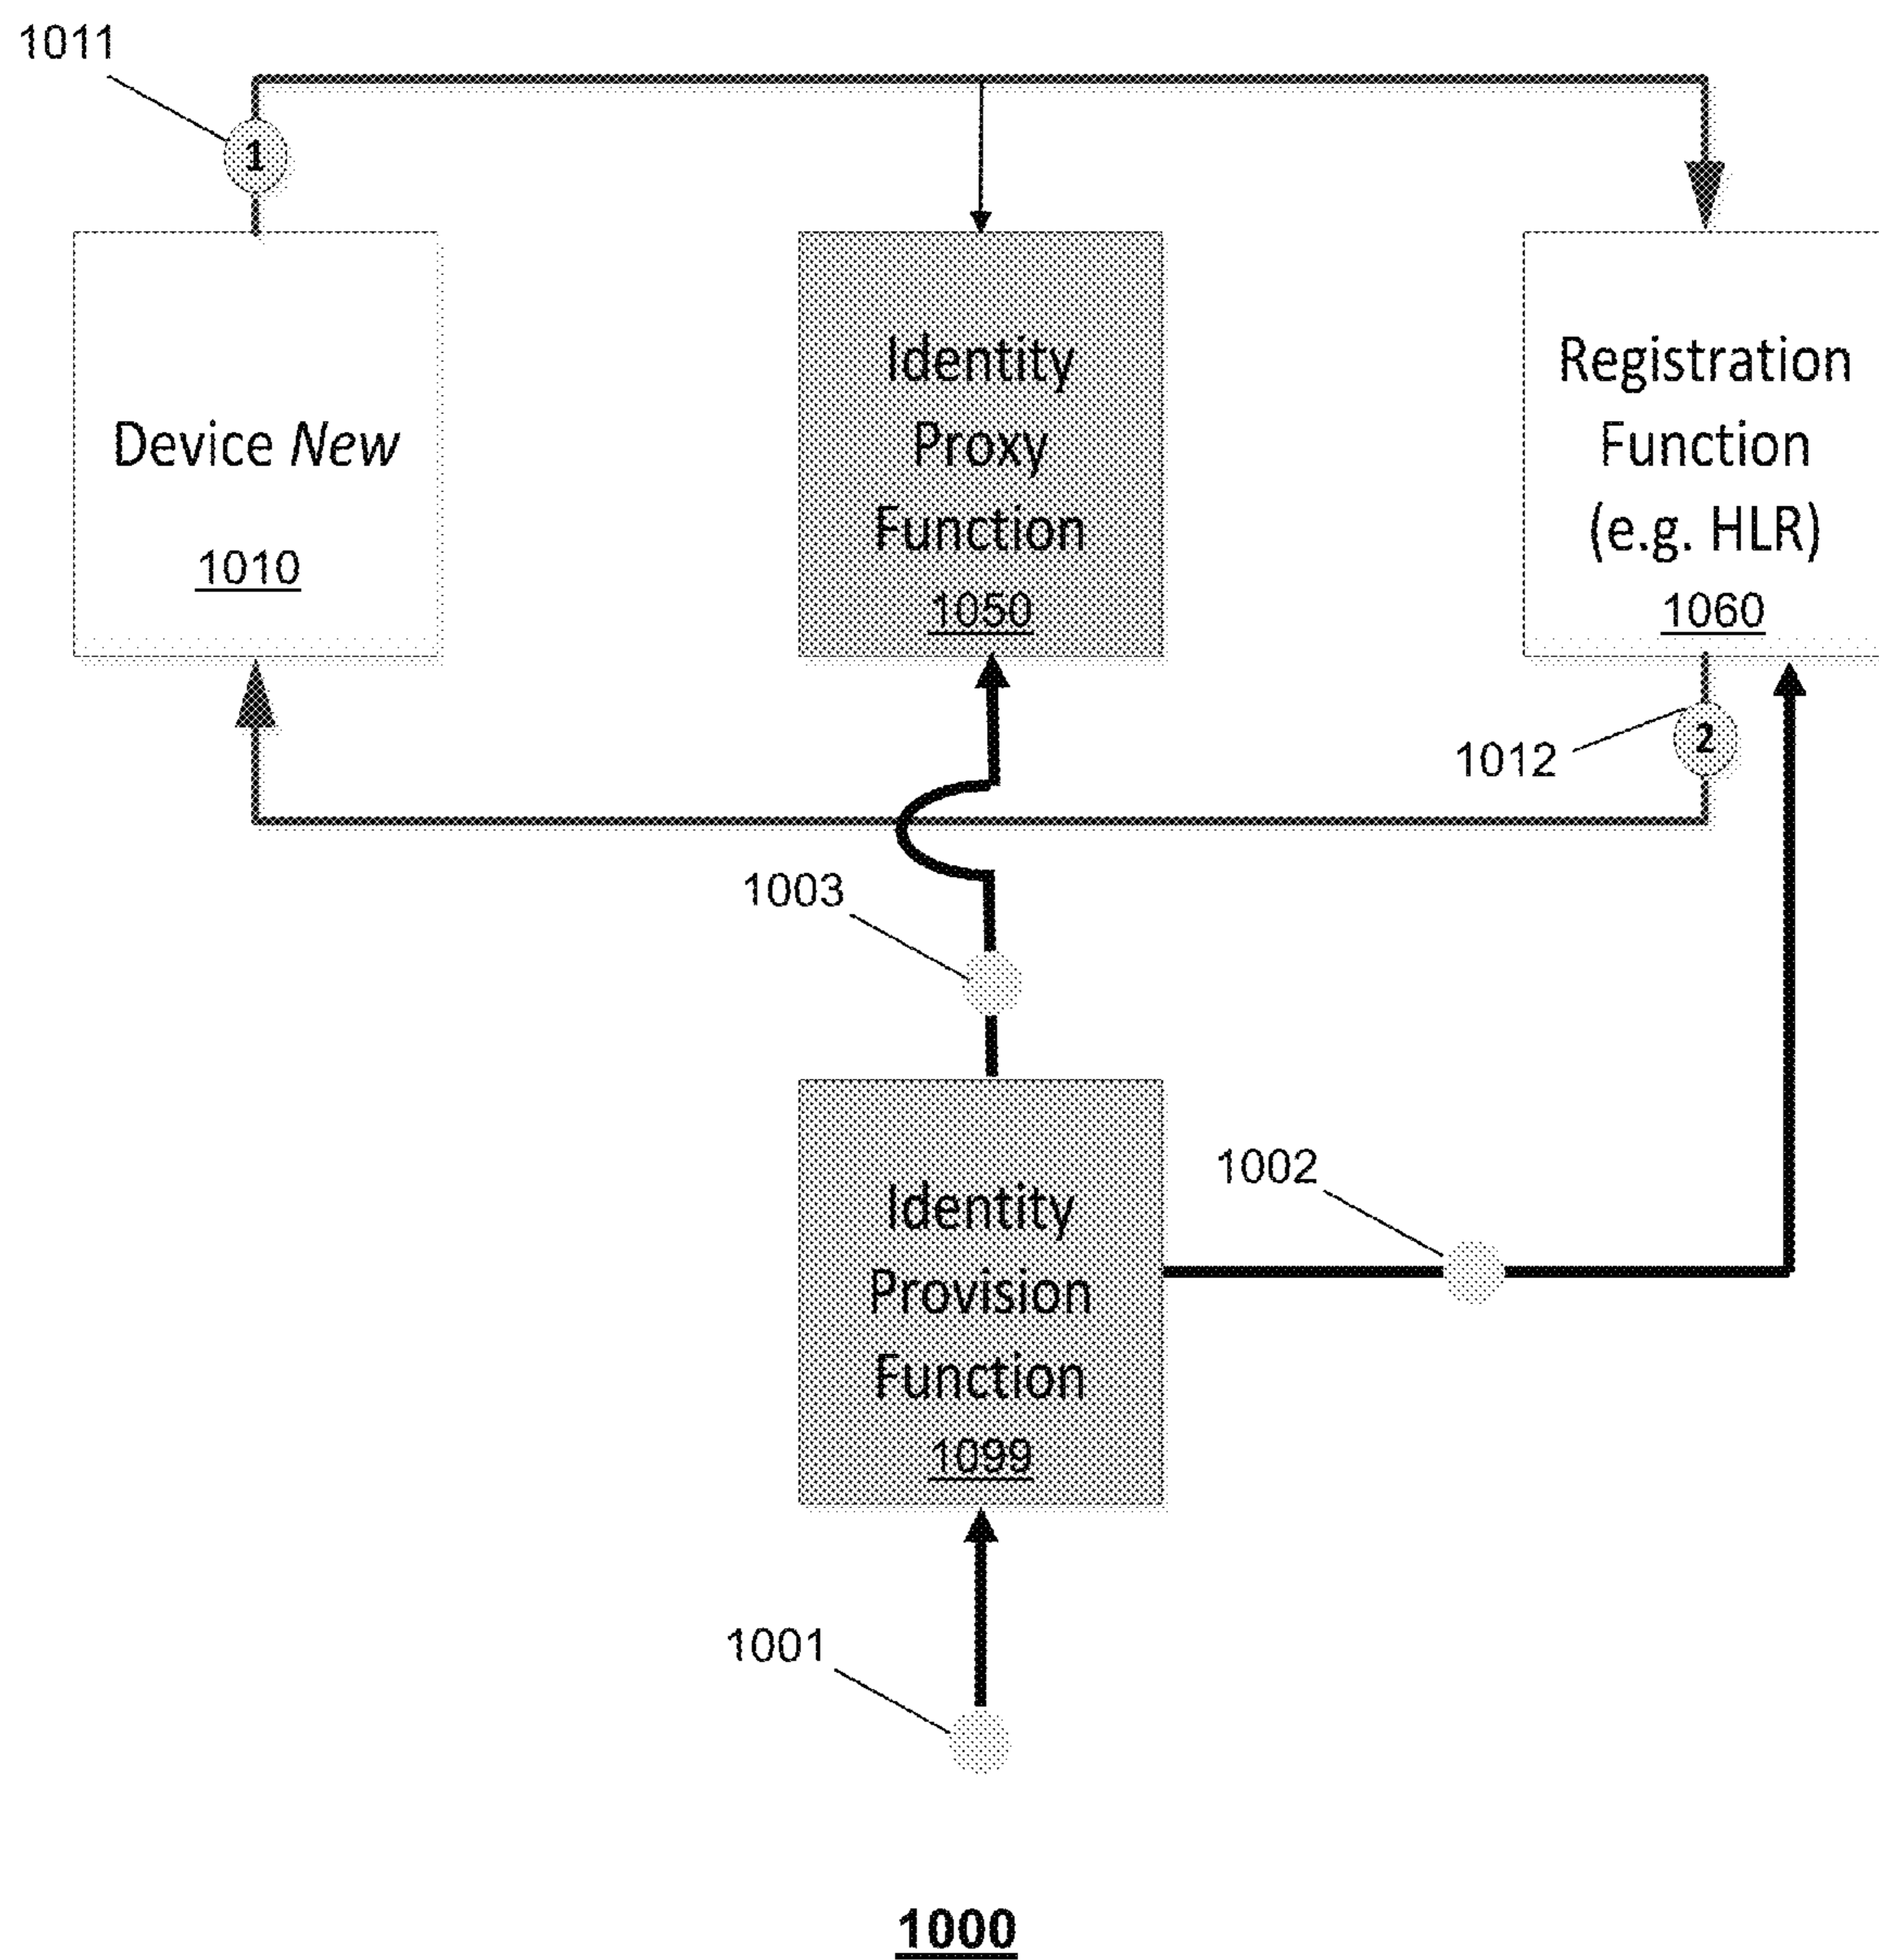 1011
1
Device New
1010
Identity
Proxy
Function
1050
Registration
Function
(e.g. HLR)
1060
1012
2
1003
1002
Identity
Provision
Function
1099
1001
1000